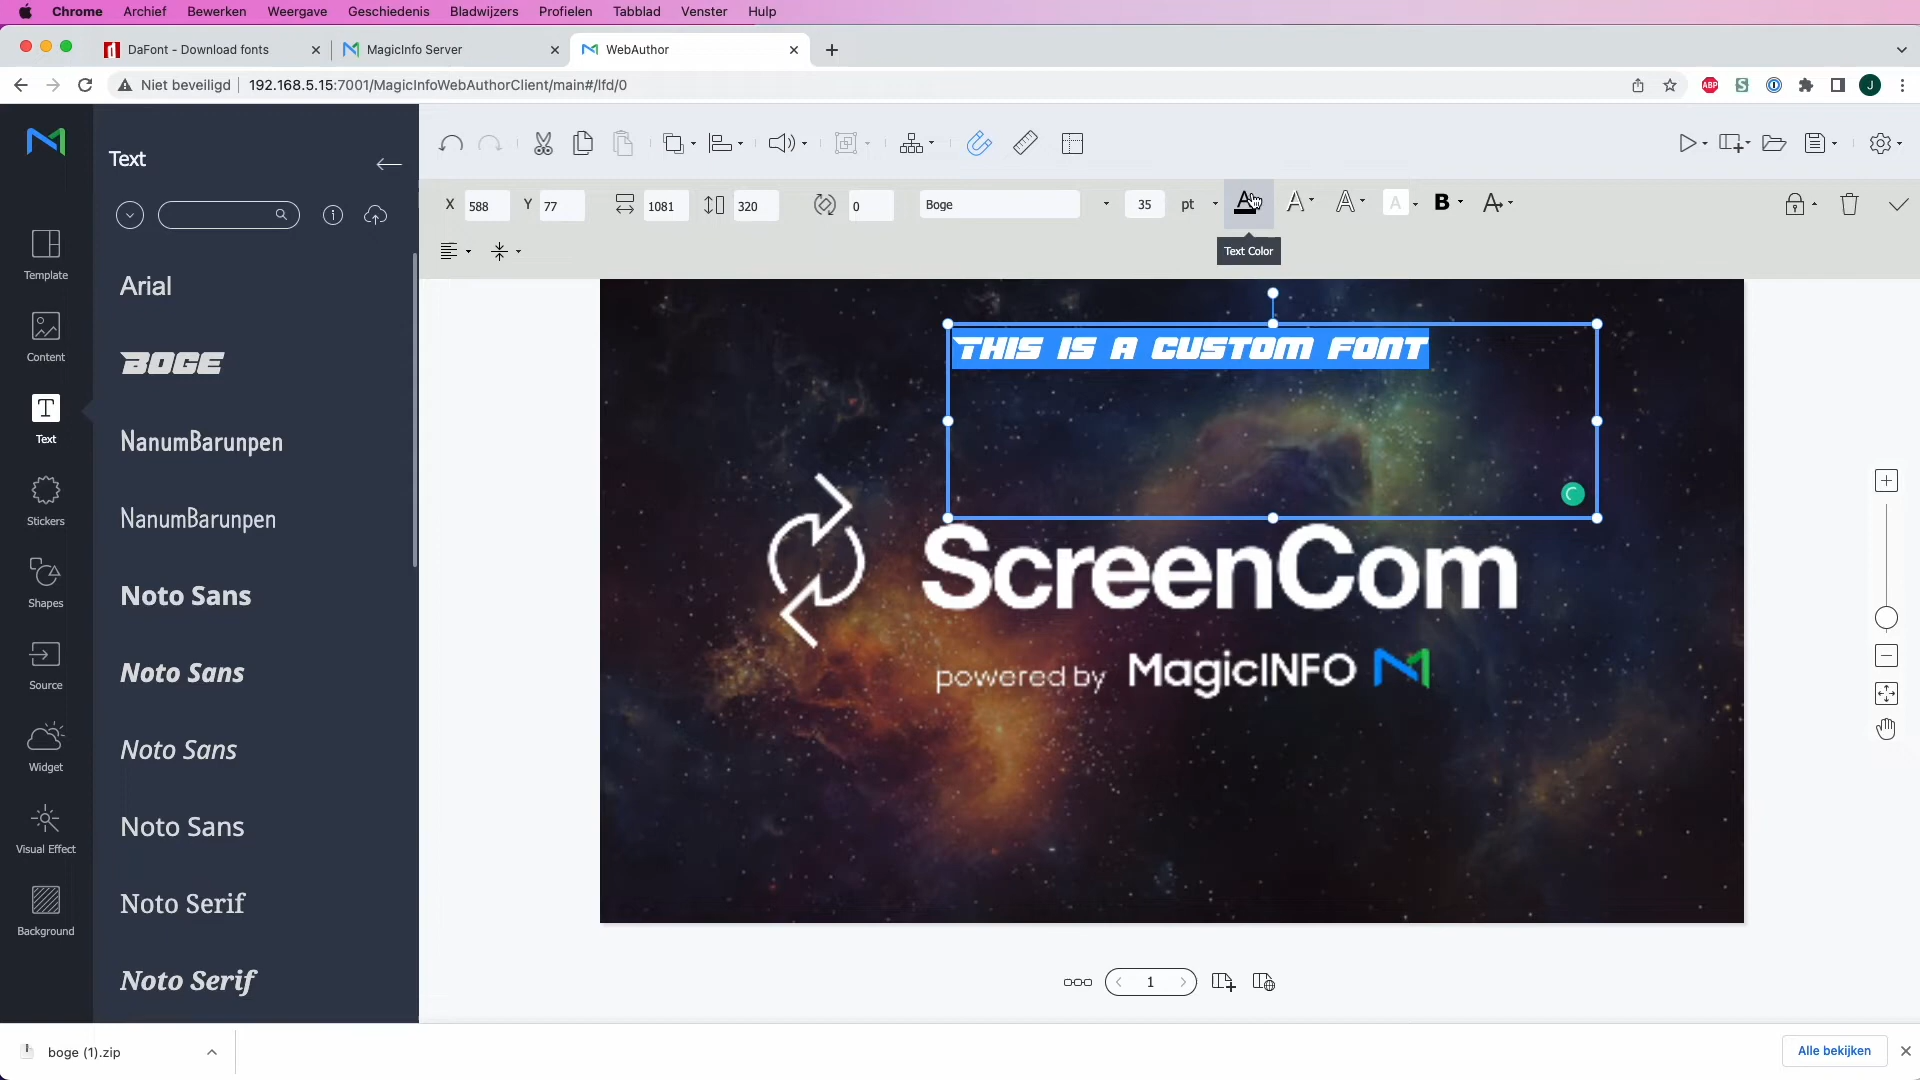 Chrome Archief Bewerken Weergave Geschiedenis Bladwijzers Profielen Tabblad Venster Hulp
DaFont - Download fonts MagicInfo Server WebAuthor
Niet beveiligd 192.168.5.15:7001/MagicInfoWebAuthorClient/main#/lfd/0
ABP S J
Text
X 588 Y 77 1081 320 0 Boge 35 pt A A A A B A
Text Color
Template
Content
T
Text
Stickers
Shapes
Source
Widget
Visual Effect
Background
Arial
BOGE
NanumBarunpen
NanumBarunpen
Noto Sans
Noto Sans
Noto Sans
Noto Sans
Noto Serif
Noto Serif
THIS IS A CUSTOM FONT
ScreenCom
powered by MagicINFO
1
boge (1).zip
Alle bekijken